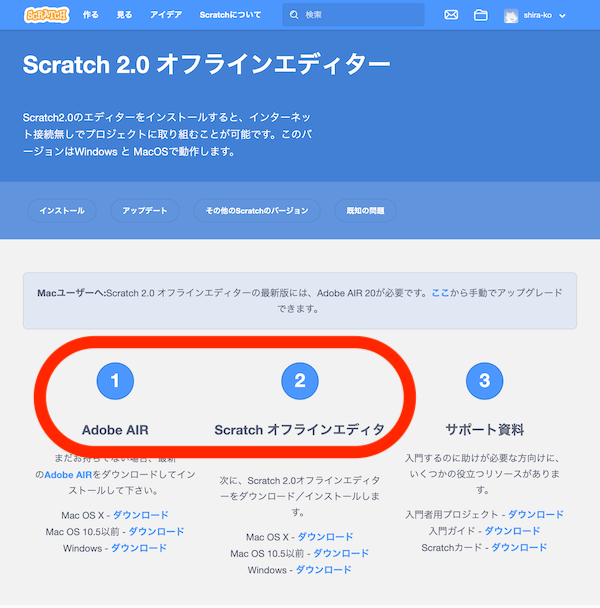 SCRATCH 作る 見る アイデア Scratchについて 検索 shira-ko
Scratch 2.0 オフラインエディター
Scratch2.0のエディターをインストールすると、インターネッ
ト接続無しでプロジェクトに取り組むことが可能です。このバ
ージョンはWindows と MacOSで動作します。
インストール アップデート その他のScratchのバージョン 既知の問題
Macユーザーへ:Scratch 2.0 オフラインエディターの最新版には、Adobe AIR 20が必要です。ここから手動でアップグレード
できます。
1
Adobe AIR
まだお持ちでない場合、最新
のAdobe AIRをダウンロードしてイン
ストールして下さい。
Mac OS X - ダウンロード
Mac OS 10.5以前 - ダウンロード
Windows - ダウンロード
2
Scratch オフラインエディタ
次に、Scratch 2.0オフラインエディタ
ーをダウンロード／インストールしま
す。
Mac OS X - ダウンロード
Mac OS 10.5以前 - ダウンロード
Windows - ダウンロード
3
サポート資料
入門するのに助けが必要な方向けに、
いくつかの役立つリソースがありま
す。
入門者用プロジェクト - ダウンロード
入門ガイド - ダウンロード
Scratchカード - ダウンロード